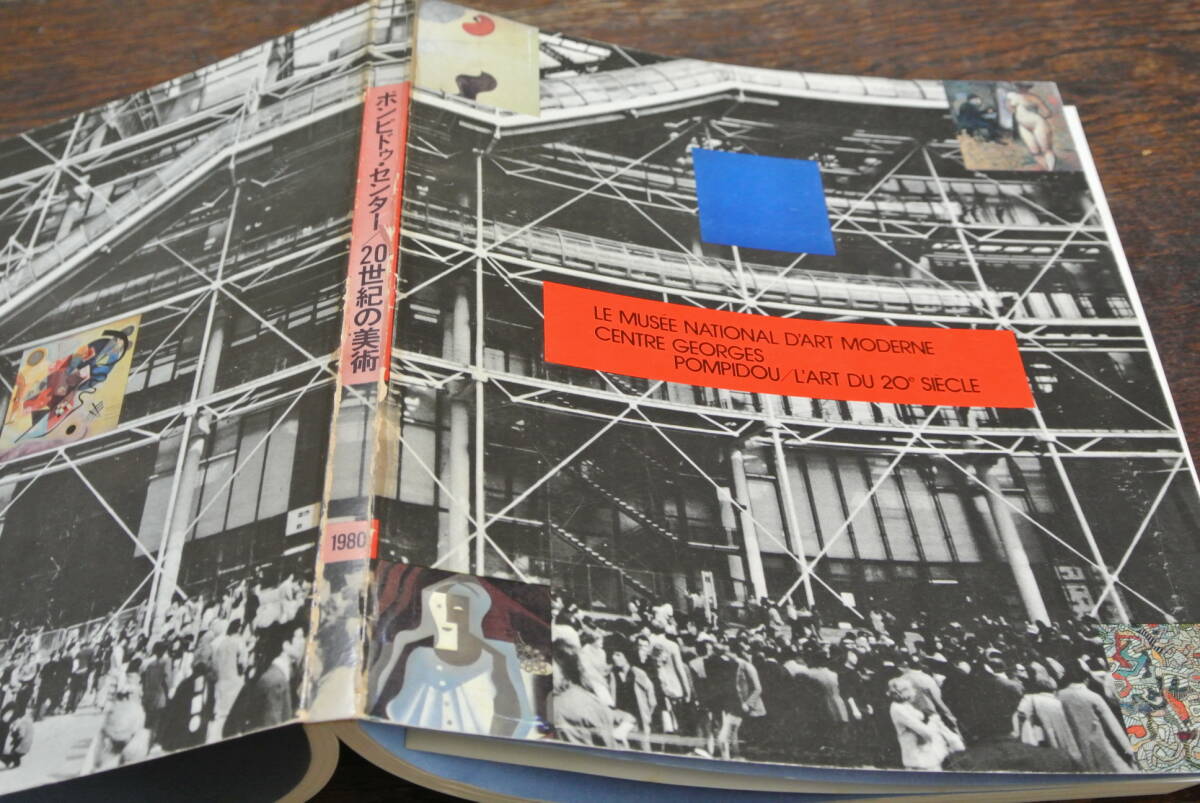 ポンピドゥ・センター/20世紀の美術
1980
LE MUSÉE NATIONAL D'ART MODERNE
CENTRE GEORGES
POMPIDOU/L'ART DU 20e SIÈCLE